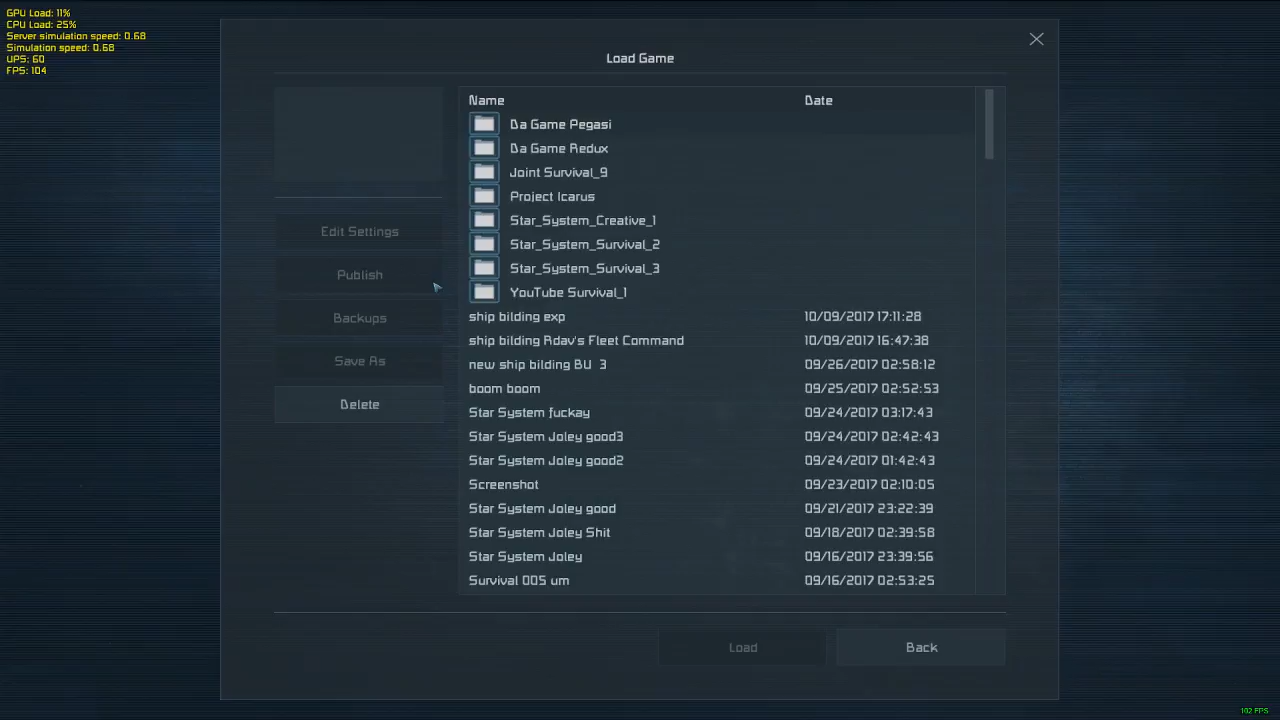 GPU Load: 11%
CPU Load: 25%
Server simulation speed: 0.68
Simulation speed: 0.68
UPS: 60
FPS: 104
Load Game
Name Date
Da Game Pegasi
Da Game Redux
Joint Survival_9
Project Icarus
Star_System_Creative_1
Star_System_Survival_2
Star_System_Survival_3
YouTube Survival_1
ship bilding exp 10/09/2017 17:11:28
ship bilding Rdav's Fleet Command 10/09/2017 16:47:38
new ship bilding BU 3 09/26/2017 02:58:12
boom boom 09/25/2017 02:52:53
Star System fuckay 09/24/2017 03:17:43
Star System Joley good3 09/24/2017 02:42:43
Star System Joley good2 09/24/2017 01:42:43
Screenshot 09/23/2017 02:10:05
Star System Joley good 09/21/2017 23:22:39
Star System Joley Shit 09/18/2017 02:39:58
Star System Joley 09/16/2017 23:39:56
Survival 005 um 09/16/2017 02:53:25
Edit Settings
Publish
Backups
Save As
Delete
Load Back
102 FPS